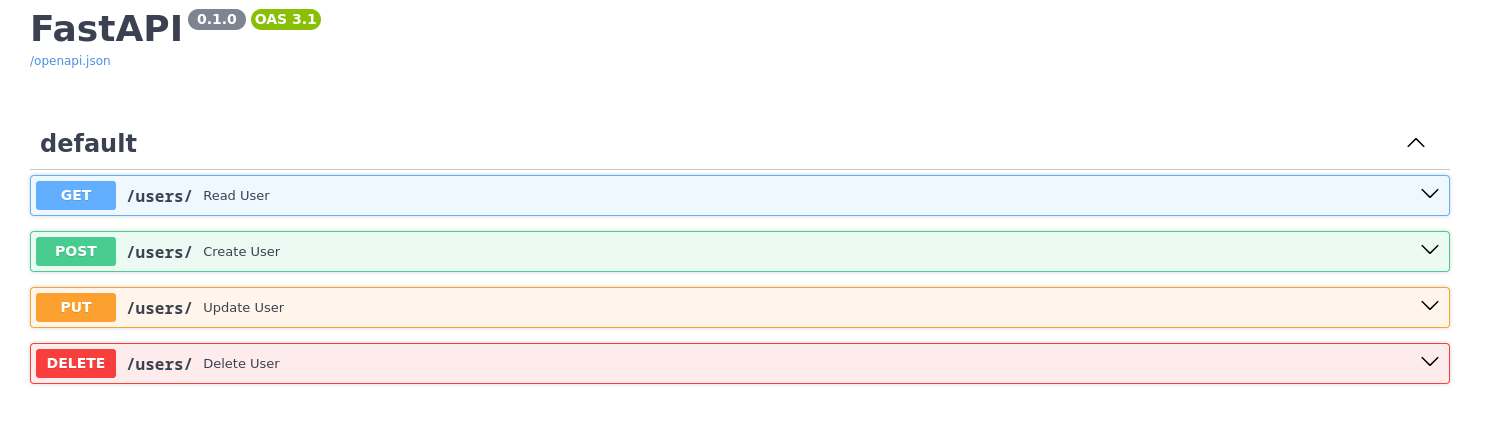 FastAPI 0.1.0 OAS 3.1
/openapi.json
default
GET /users/ Read User
POST /users/ Create User
PUT /users/ Update User
DELETE /users/ Delete User